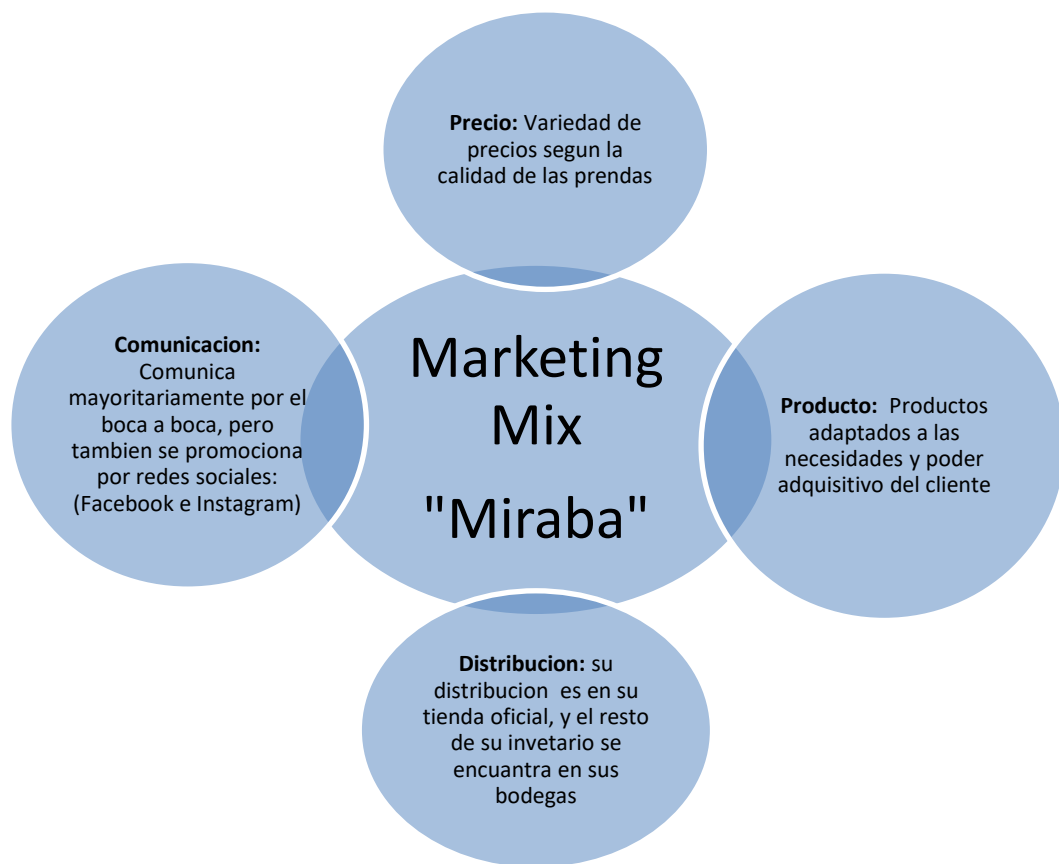 Precio: Variedad de
precios segun la
calidad de las prendas
Comunicacion:
Comunica
mayoritariamente por el
boca a boca, pero
tambien se promociona
por redes sociales:
(Facebook e Instagram)
Marketing
Mix
"Miraba"
Producto: Productos
adaptados a las
necesidades y poder
adquisitivo del cliente
Distribucion: su
distribucion es en su
tienda oficial, y el resto
de su invetario se
encuantra en sus
bodegas